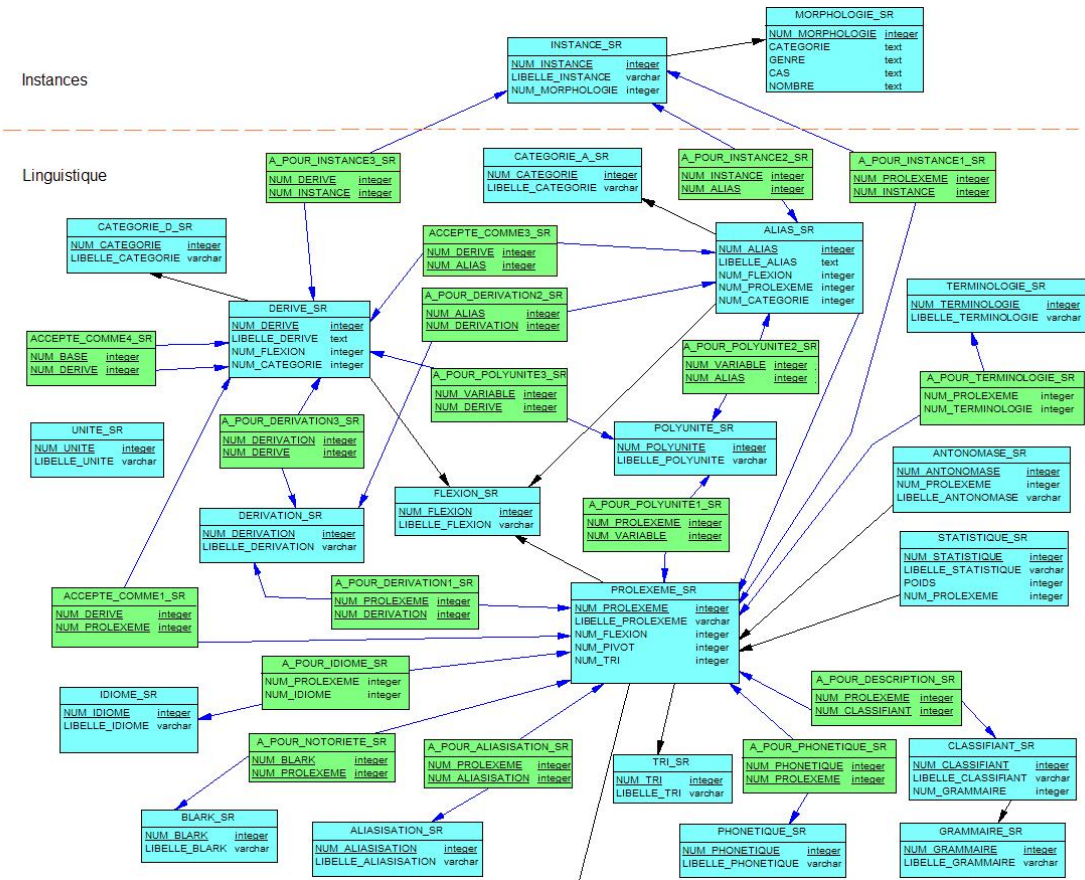 MORPHOLOGIE_SR
NUM_MORPHOLOGIE integer
CATEGORIE text
GENRE text
CAS text
NOMBRE text
INSTANCE_SR
NUM_INSTANCE integer
LIBELLE_INSTANCE varchar
NUM_MORPHOLOGIE integer
Instances
Linguistique
A_POUR_INSTANCE3_SR
NUM_DERIVE integer
NUM_INSTANCE integer
CATEGORIE_A_SR
NUM_CATEGORIE integer
LIBELLE_CATEGORIE varchar
A_POUR_INSTANCE2_SR
NUM_INSTANCE integer
NUM_ALIAS integer
A_POUR_INSTANCE1_SR
NUM_PROLEXEME integer
NUM_INSTANCE integer
CATEGORIE_D_SR
NUM_CATEGORIE integer
LIBELLE_CATEGORIE varchar
ACCEPTE_COMME3_SR
NUM_DERIVE integer
NUM_ALIAS integer
ALIAS_SR
NUM_ALIAS integer
LIBELLE_ALIAS text
NUM_FLEXION integer
NUM_PROLEXEME integer
NUM_CATEGORIE integer
TERMINOLOGIE_SR
NUM_TERMINOLOGIE integer
LIBELLE_TERMINOLOGIE varchar
DERIVE_SR
NUM_DERIVE integer
LIBELLE_DERIVE text
NUM_FLEXION integer
NUM_CATEGORIE integer
A_POUR_DERIVATION2_SR
NUM_ALIAS integer
NUM_DERIVATION integer
ACCEPTE_COMME4_SR
NUM_BASE integer
NUM_DERIVE integer
A_POUR_POLYUNITE2_SR
NUM_VARIABLE integer
NUM_ALIAS integer
A_POUR_POLYUNITE3_SR
NUM_VARIABLE integer
NUM_DERIVE integer
A_POUR_TERMINOLOGIE_SR
NUM_PROLEXEME integer
NUM_TERMINOLOGIE integer
A_POUR_DERIVATION3_SR
NUM_DERIVATION integer
NUM_DERIVE integer
UNITE_SR
NUM_UNITE integer
LIBELLE_UNITE varchar
POLYUNITE_SR
NUM_POLYUNITE integer
LIBELLE_POLYUNITE varchar
ANTONOMASE_SR
NUM_ANTONOMASE integer
NUM_PROLEXEME integer
LIBELLE_ANTONOMASE varchar
FLEXION_SR
NUM_FLEXION integer
LIBELLE_FLEXION varchar
A_POUR_POLYUNITE1_SR
NUM_PROLEXEME integer
NUM_VARIABLE integer
DERIVATION_SR
NUM_DERIVATION integer
LIBELLE_DERIVATION varchar
STATISTIQUE_SR
NUM_STATISTIQUE integer
LIBELLE_STATISTIQUE varchar
POIDS integer
NUM_PROLEXEME integer
ACCEPTE_COMME1_SR
NUM_DERIVE integer
NUM_PROLEXEME integer
A_POUR_DERIVATION1_SR
NUM_PROLEXEME integer
NUM_DERIVATION integer
PROLEXEME_SR
NUM_PROLEXEME integer
LIBELLE_PROLEXEME varchar
NUM_FLEXION integer
NUM_PIVOT integer
NUM_TRI integer
A_POUR_IDIOME_SR
NUM_PROLEXEME integer
NUM_IDIOME integer
A_POUR_DESCRIPTION_SR
NUM_PROLEXEME integer
NUM_CLASSIFIANT integer
IDIOME_SR
NUM_IDIOME integer
LIBELLE_IDIOME varchar
A_POUR_NOTORIETE_SR
NUM_BLARK integer
NUM_PROLEXEME integer
A_POUR_ALIASISATION_SR
NUM_PROLEXEME integer
NUM_ALIASISATION integer
TRI_SR
NUM_TRI integer
LIBELLE_TRI varchar
A_POUR_PHONETIQUE_SR
NUM_PHONETIQUE integer
NUM_PROLEXEME integer
CLASSIFIANT_SR
NUM_CLASSIFIANT integer
LIBELLE_CLASSIFIANT varchar
NUM_GRAMMAIRE integer
BLARK_SR
NUM_BLARK integer
LIBELLE_BLARK varchar
ALIASISATION_SR
NUM_ALIASISATION integer
LIBELLE_ALIASISATION varchar
PHONETIQUE_SR
NUM_PHONETIQUE integer
LIBELLE_PHONETIQUE varchar
GRAMMAIRE_SR
NUM_GRAMMAIRE integer
LIBELLE_GRAMMAIRE varchar